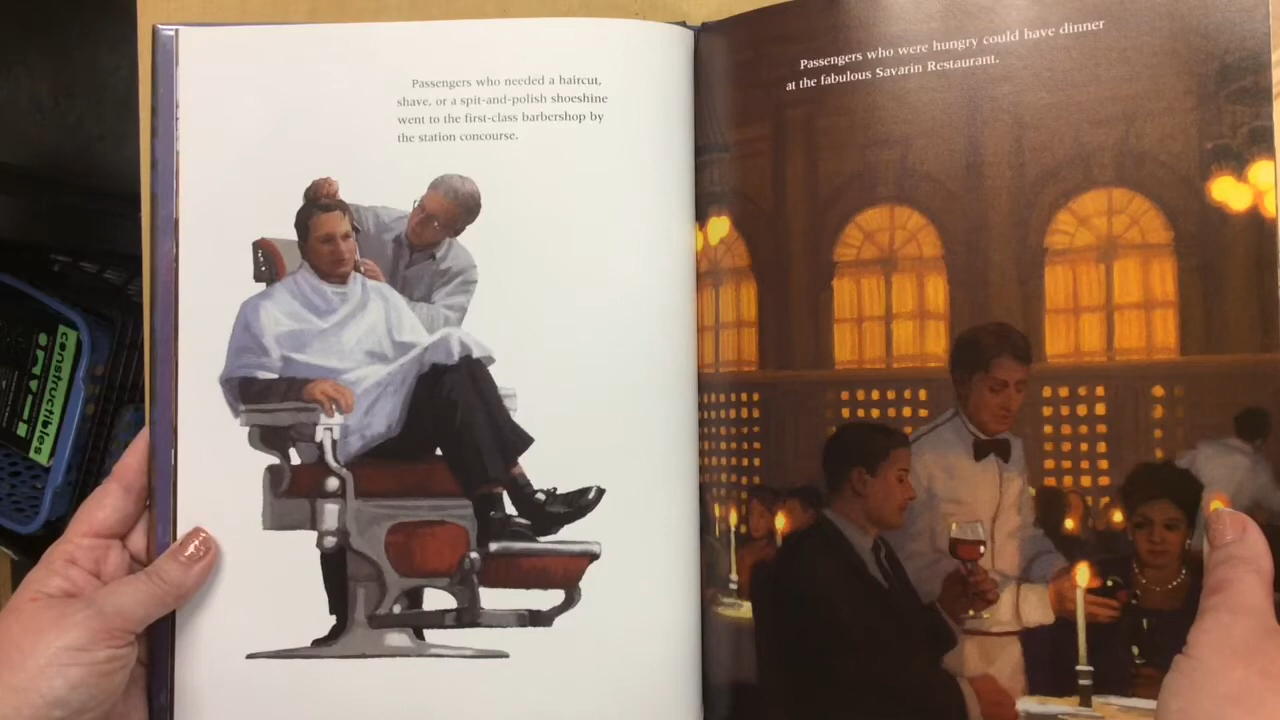 Passengers who needed a haircut,
shave, or a spit-and-polish shoeshine
went to the first-class barbershop by
the station concourse.
Passengers who were hungry could have dinner
at the fabulous Savarin Restaurant.
constructibles